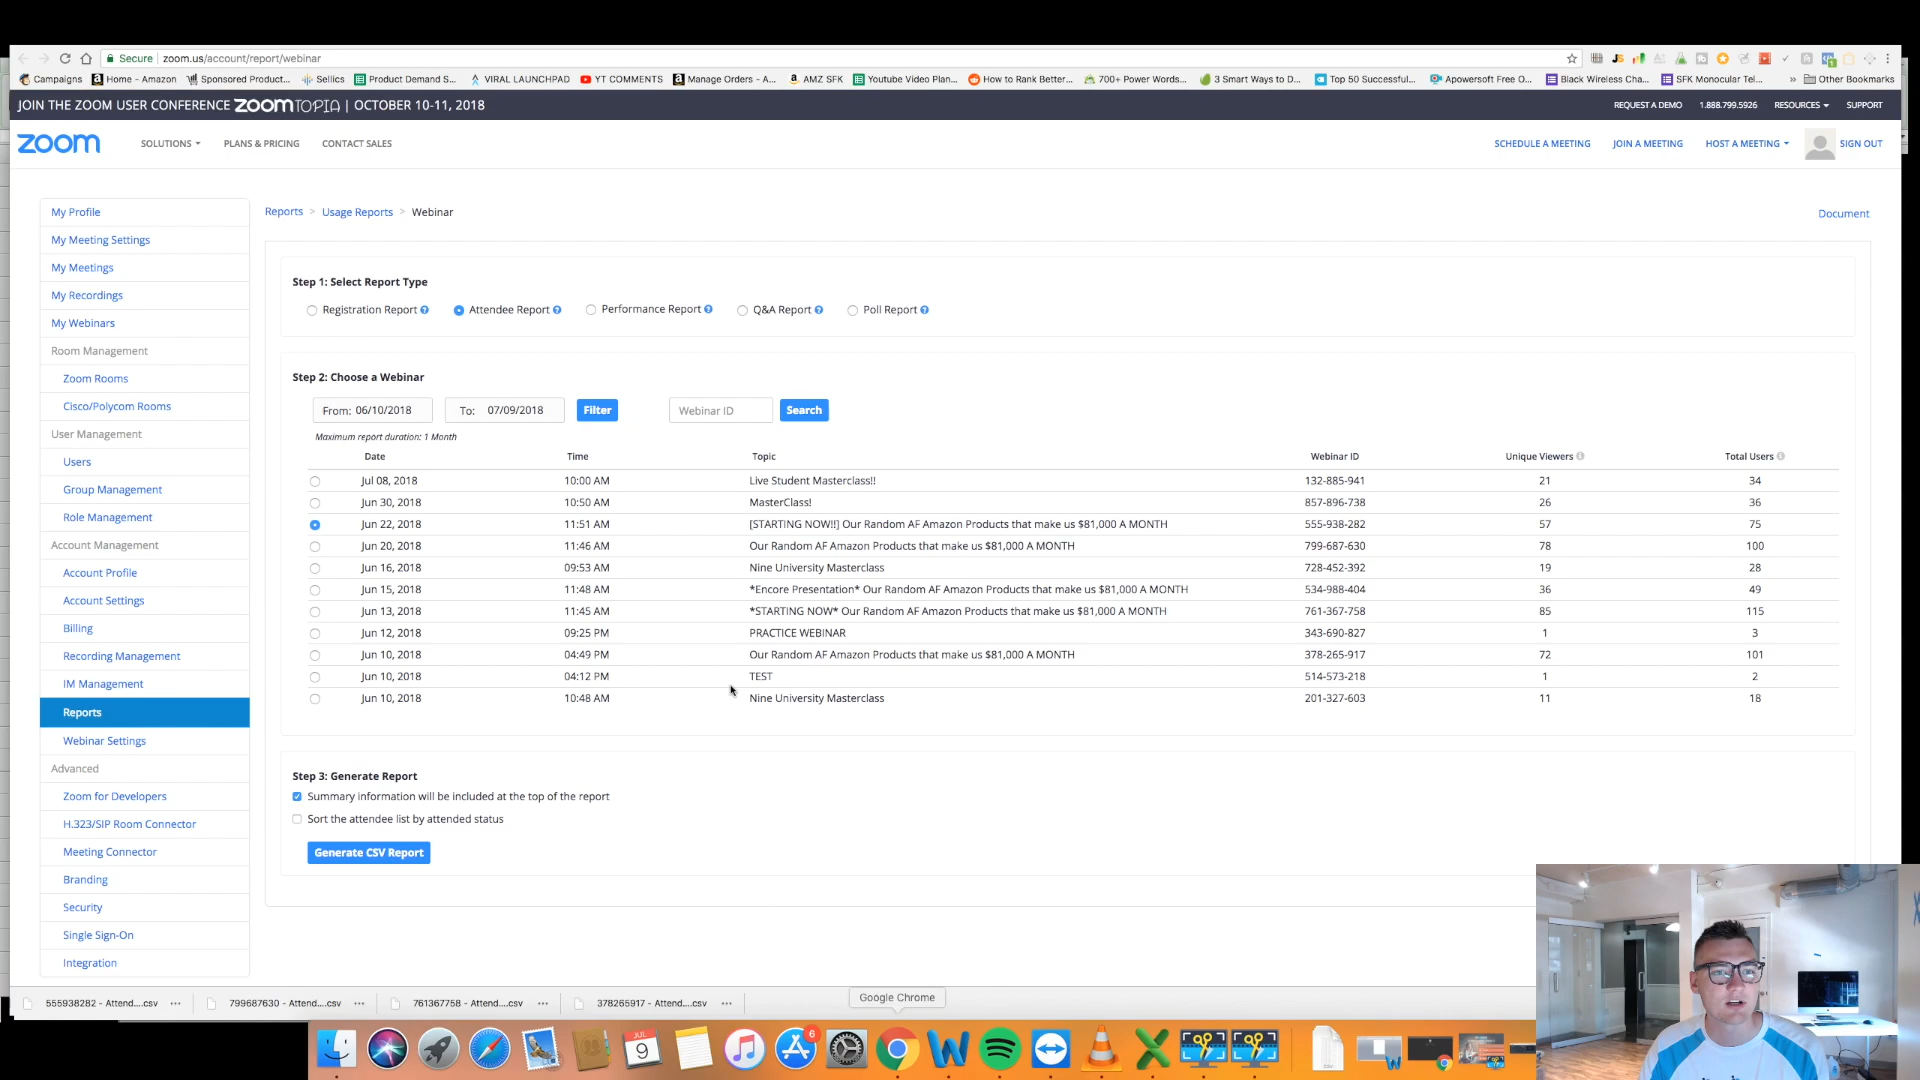 Secure zoom.us/account/report/webinar
Campaigns Home - Amazon Sponsored Product... Sellics Product Demand S... VIRAL LAUNCHPAD YT COMMENTS Manage Orders - A... AMZ SFK Youtube Video Plan... How to Rank Better... 700+ Power Words... 3 Smart Ways to D... Top 50 Successful... Apowersoft Free O... Black Wireless Cha... SFK Monocular Tel... » Other Bookmarks
JOIN THE ZOOM USER CONFERENCE ZOOMTOPIA | OCTOBER 10-11, 2018 REQUEST A DEMO 1.888.799.5926 RESOURCES SUPPORT
zoom SOLUTIONS PLANS & PRICING CONTACT SALES SCHEDULE A MEETING JOIN A MEETING HOST A MEETING SIGN OUT
My Profile
My Meeting Settings
My Meetings
My Recordings
My Webinars
Room Management
Zoom Rooms
Cisco/Polycom Rooms
User Management
Users
Group Management
Role Management
Account Management
Account Profile
Account Settings
Billing
Recording Management
IM Management
Reports
Webinar Settings
Advanced
Zoom for Developers
H.323/SIP Room Connector
Meeting Connector
Branding
Security
Single Sign-On
Integration
Reports > Usage Reports > Webinar Document
Step 1: Select Report Type
Registration Report ? Attendee Report ? Performance Report ? Q&A Report ? Poll Report ?
Step 2: Choose a Webinar
From: 06/10/2018 To: 07/09/2018 Filter Webinar ID Search
Maximum report duration: 1 Month
Date Time Topic Webinar ID Unique Viewers Total Users
Jul 08, 2018 10:00 AM Live Student Masterclass!! 132-885-941 21 34
Jun 30, 2018 10:50 AM MasterClass! 857-896-738 26 36
Jun 22, 2018 11:51 AM [STARTING NOW!!] Our Random AF Amazon Products that make us $81,000 A MONTH 555-938-282 57 75
Jun 20, 2018 11:46 AM Our Random AF Amazon Products that make us $81,000 A MONTH 799-687-630 78 100
Jun 16, 2018 09:53 AM Nine University Masterclass 728-452-392 19 28
Jun 15, 2018 11:48 AM *Encore Presentation* Our Random AF Amazon Products that make us $81,000 A MONTH 534-988-404 36 49
Jun 13, 2018 11:45 AM *STARTING NOW* Our Random AF Amazon Products that make us $81,000 A MONTH 761-367-758 85 115
Jun 12, 2018 09:25 PM PRACTICE WEBINAR 343-690-827 1 3
Jun 10, 2018 04:49 PM Our Random AF Amazon Products that make us $81,000 A MONTH 378-265-917 72 101
Jun 10, 2018 04:12 PM TEST 514-573-218 1 2
Jun 10, 2018 10:48 AM Nine University Masterclass 201-327-603 11 18
Step 3: Generate Report
Summary information will be included at the top of the report
Sort the attendee list by attended status
Generate CSV Report
555938282 - Attend....csv 799687630 - Attend....csv 761367758 - Attend....csv 378265917 - Attend....csv
Google Chrome
JUL
9
6